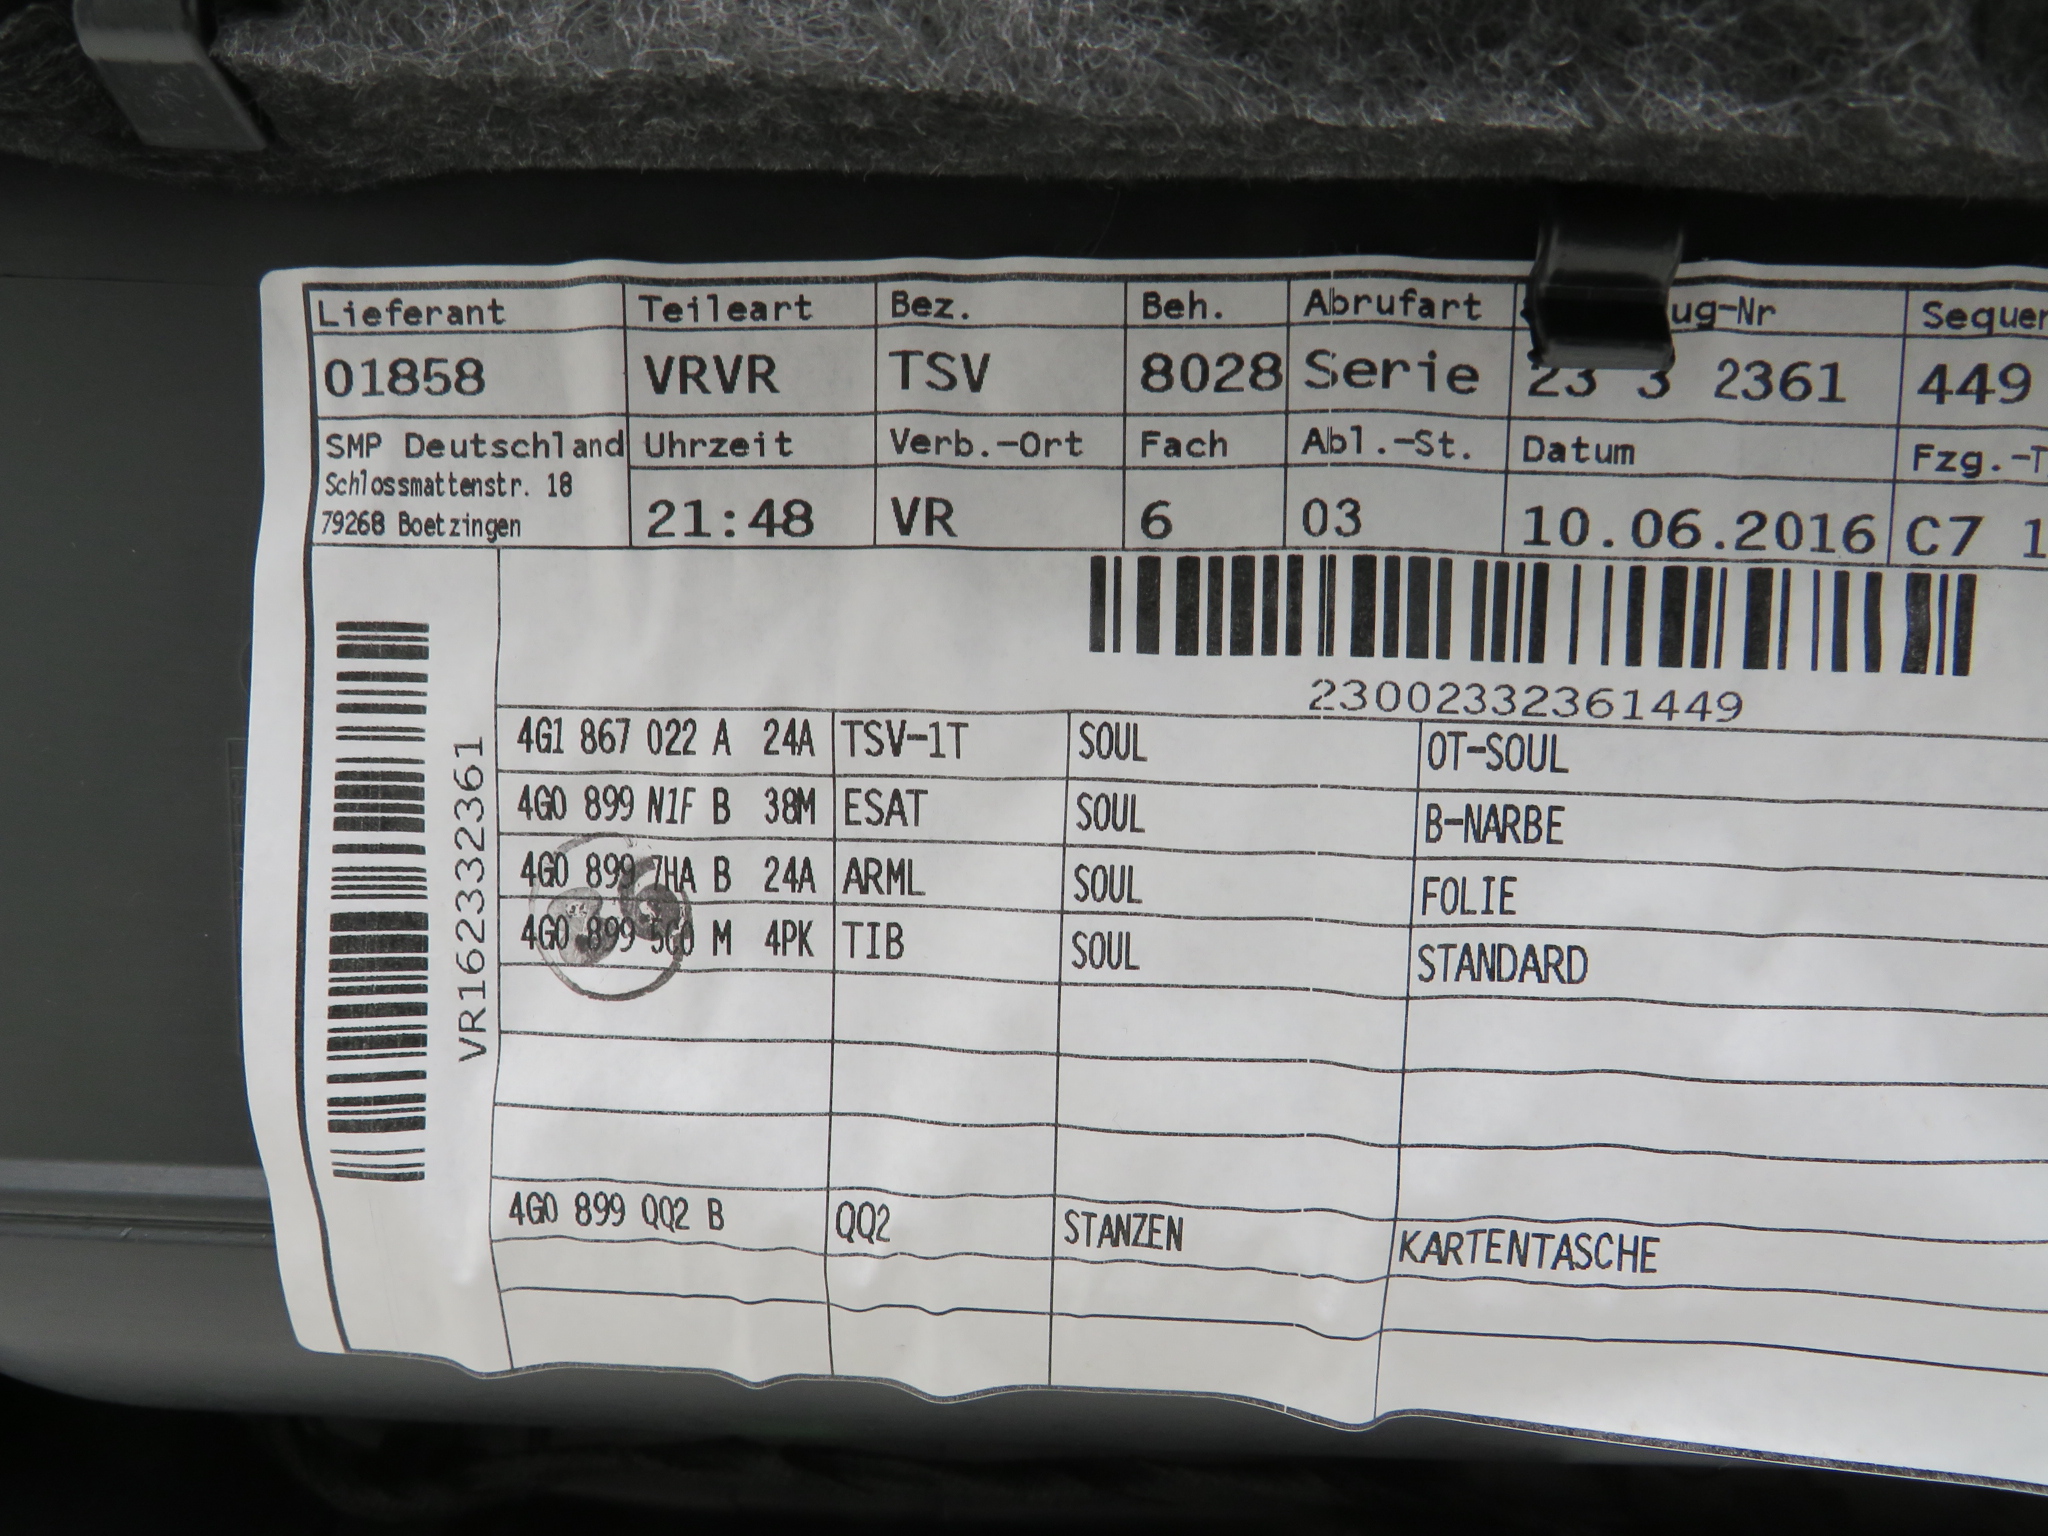 Lieferant Teileart Bez. Beh. Abrufart ug-Nr Sequen
01858 VRVR TSV 8028 Serie 23 3 2361 449
SMP Deutschland Uhrzeit Verb.-Ort Fach Abl.-St. Datum Fzg.-T
Schlossmattenstr. 18
79268 Boetzingen 21:48 VR 6 03 10.06.2016 C7 1
23002332361449
VR162332361
4G1 867 022 A 24A TSV-1T SOUL OT-SOUL
4G0 899 N1F B 38M ESAT SOUL B-NARBE
4G0 899 7HA B 24A ARML SOUL FOLIE
4G0 899 M 4PK TIB SOUL STANDARD
4G0 899 QQ2 B QQ2 STANZEN KARTENTASCHE